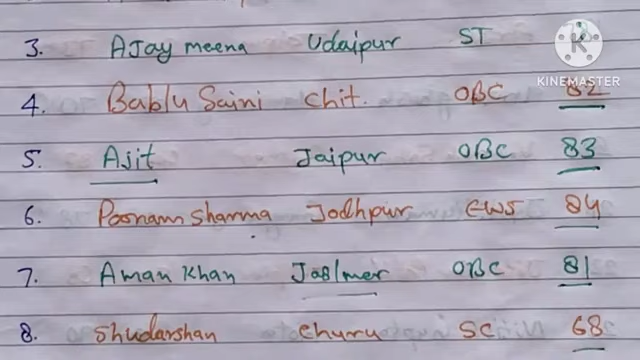 3. Ajay meena Udaipur ST
KINEMASTER
4. Bablu Saini Chit. OBC 82
5. Ajit Jaipur OBC 83
6. Poonam Sharma Jodhpur EWS 84
7. Aman Khan Jaslmer OBC 81
8. Shudarshan Churu SC 68